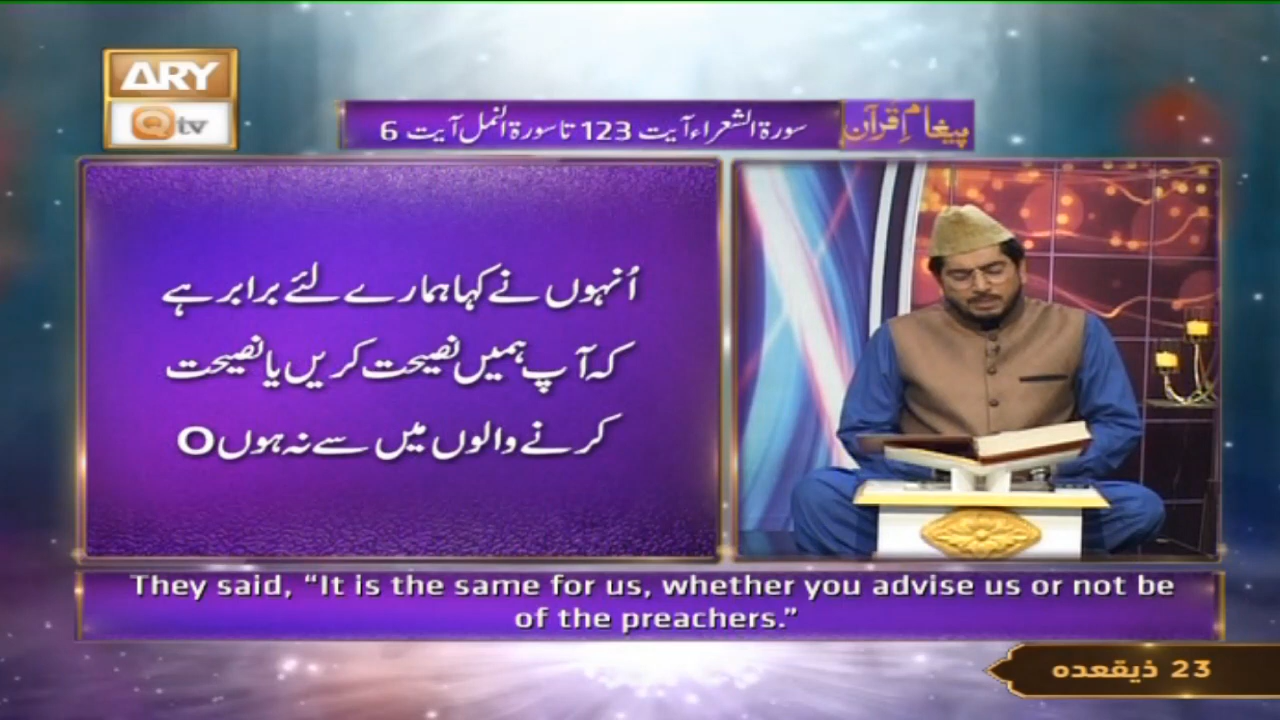 ARY
Qtv
پیغامِ قرآن
سورۃ الشعراء آیت 123 تا سورۃ النمل آیت 6
اُنہوں نے کہا ہمارے لئے برابر ہے
کہ آپ ہمیں نصیحت کریں یا نصیحت
کرنے والوں میں سے نہ ہوں O
They said, “It is the same for us, whether you advise us or not be
of the preachers.”
23 ذیقعدہ